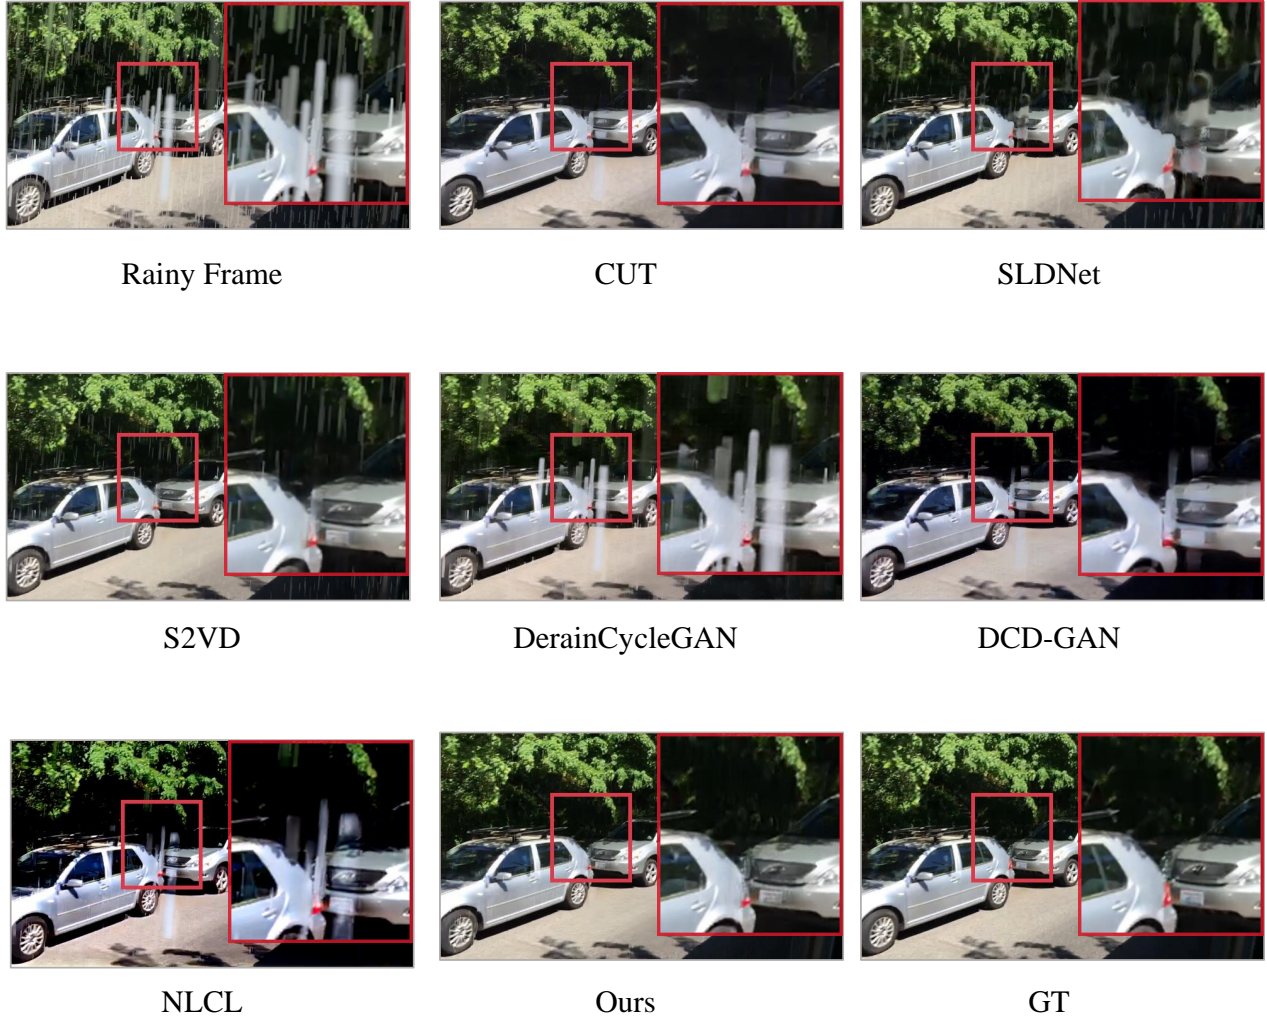 Rainy Frame
CUT
SLDNet
S2VD
DerainCycleGAN
DCD-GAN
NLCL
Ours
GT